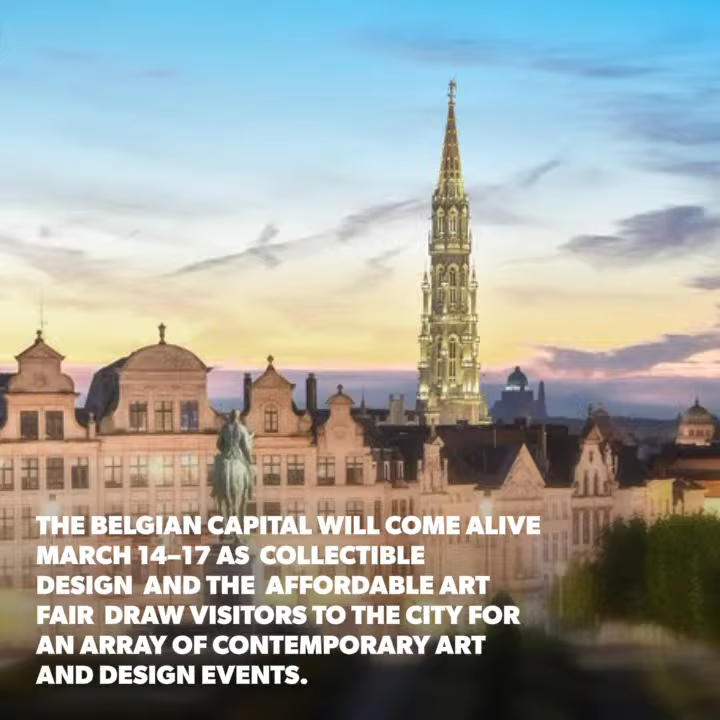 THE BELGIAN CAPITAL WILL COME ALIVE
MARCH 14–17 AS COLLECTIBLE
DESIGN AND THE AFFORDABLE ART
FAIR DRAW VISITORS TO THE CITY FOR
AN ARRAY OF CONTEMPORARY ART
AND DESIGN EVENTS.